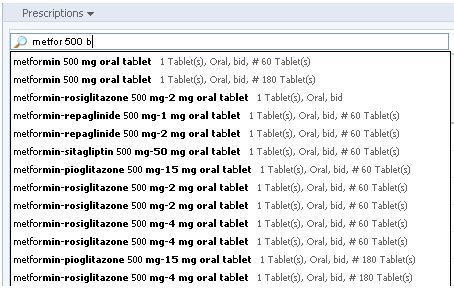 Prescriptions
metfor 500 b
metformin 500 mg oral tablet 1 Tablet(s), Oral, bid, # 60 Tablet(s)
metformin 500 mg oral tablet 1 Tablet(s), Oral, bid, # 180 Tablet(s)
metformin-rosiglitazone 500 mg-2 mg oral tablet 1 Tablet(s), Oral, bid
metformin-repaglinide 500 mg-1 mg oral tablet 1 Tablet(s), Oral, bid, # 60 Tablet(s)
metformin-repaglinide 500 mg-2 mg oral tablet 1 Tablet(s), Oral, bid, # 60 Tablet(s)
metformin-sitagliptin 500 mg-50 mg oral tablet 1 Tablet(s), Oral, bid, # 60 Tablet(s)
metformin-pioglitazone 500 mg-15 mg oral tablet 1 Tablet(s), Oral, bid, # 60 Tablet(s)
metformin-rosiglitazone 500 mg-2 mg oral tablet 1 Tablet(s), Oral, bid, # 60 Tablet(s)
metformin-rosiglitazone 500 mg-2 mg oral tablet 1 Tablet(s), Oral, bid, # 60 Tablet(s)
metformin-rosiglitazone 500 mg-4 mg oral tablet 1 Tablet(s), Oral, bid, # 60 Tablet(s)
metformin-rosiglitazone 500 mg-4 mg oral tablet 1 Tablet(s), Oral, bid, # 60 Tablet(s)
metformin-pioglitazone 500 mg-15 mg oral tablet 1 Tablet(s), Oral, bid, # 180 Tablet(s)
metformin-rosiglitazone 500 mg-4 mg oral tablet 1 Tablet(s), Oral, bid, # 180 Tablet(s)